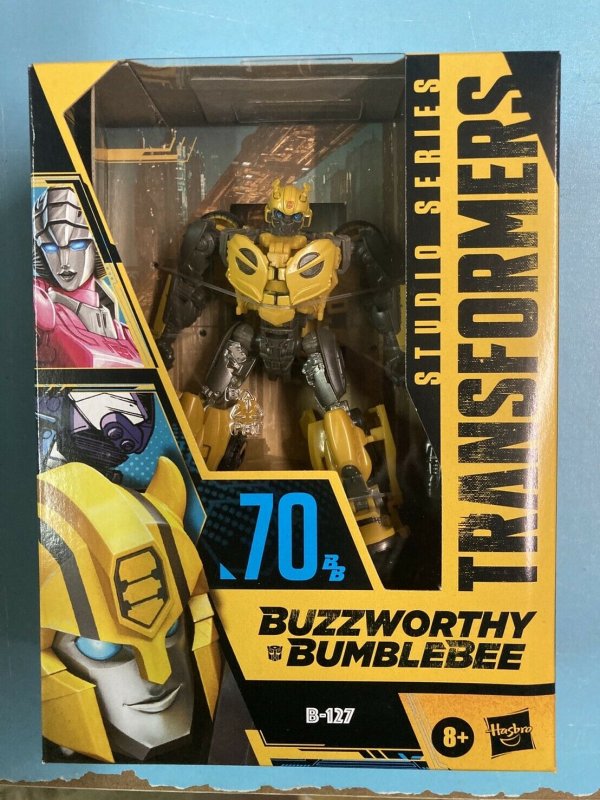 STUDIO SERIES
TRANSFORMERS
70
BB
BUZZWORTHY
BUMBLEBEE
B-127
8+
Hasbro